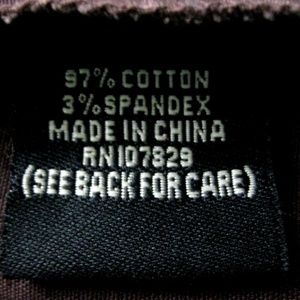 97% COTTON
3% SPANDEX
MADE IN CHINA
RN107829
(SEE BACK FOR CARE)